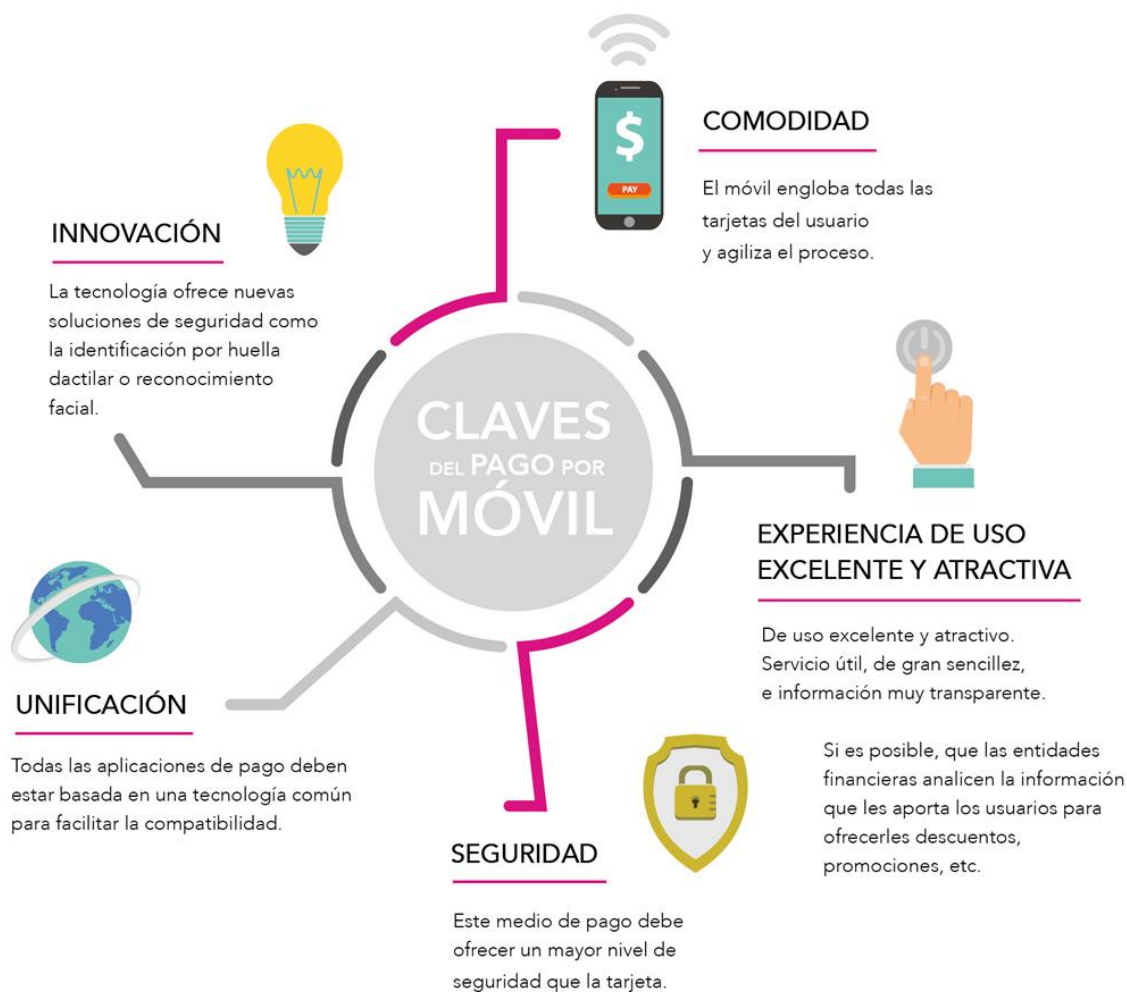 COMODIDAD
El móvil engloba todas las
tarjetas del usuario
y agiliza el proceso.
$
PAY
INNOVACIÓN
La tecnología ofrece nuevas
soluciones de seguridad como
la identificación por huella
dactilar o reconocimiento
facial.
CLAVES
DEL PAGO POR
MÓVIL
EXPERIENCIA DE USO
EXCELENTE Y ATRACTIVA
De uso excelente y atractivo.
Servicio útil, de gran sencillez,
e información muy transparente.
Si es posible, que las entidades
financieras analicen la información
que les aporta los usuarios para
ofrecerles descuentos,
promociones, etc.
UNIFICACIÓN
Todas las aplicaciones de pago deben
estar basada en una tecnología común
para facilitar la compatibilidad.
SEGURIDAD
Este medio de pago debe
ofrecer un mayor nivel de
seguridad que la tarjeta.